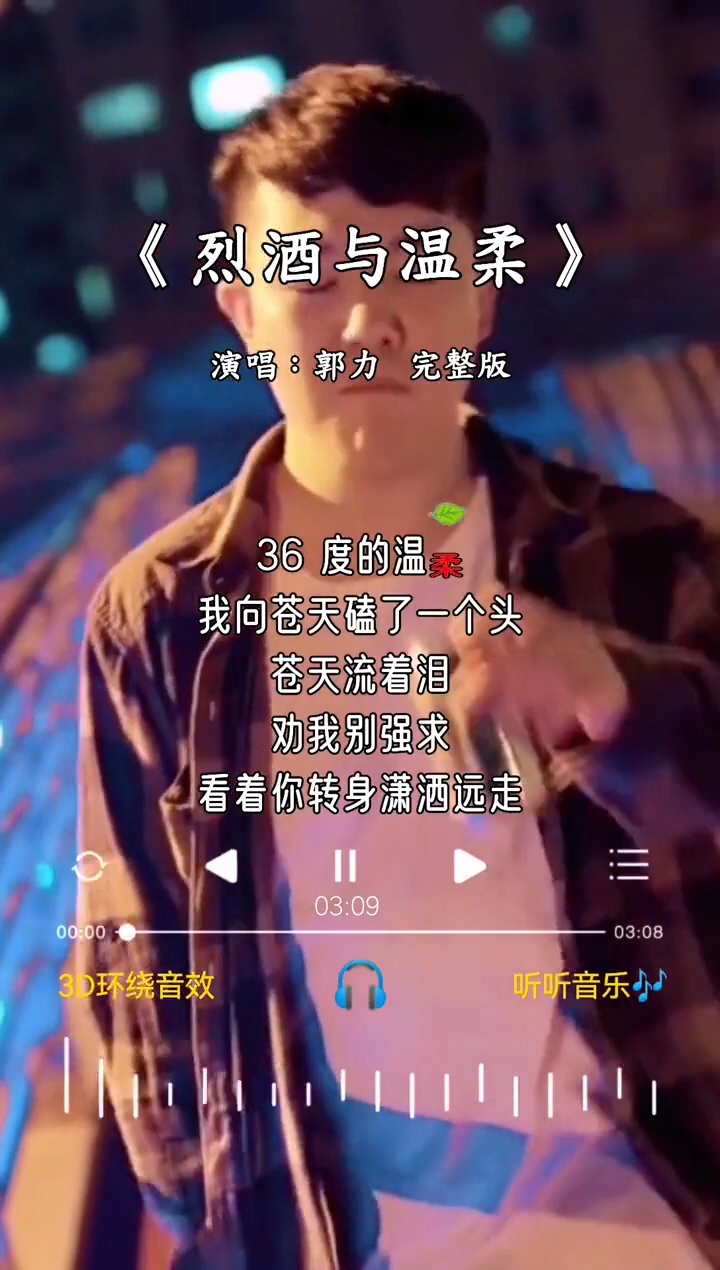 《烈酒与温柔》
演唱：郭力 完整版
36 度的温柔
我向苍天磕了一个头
苍天流着泪
劝我别强求
看着你转身潇洒远走
03:09
00:00 03:08
3D环绕音效 听听音乐